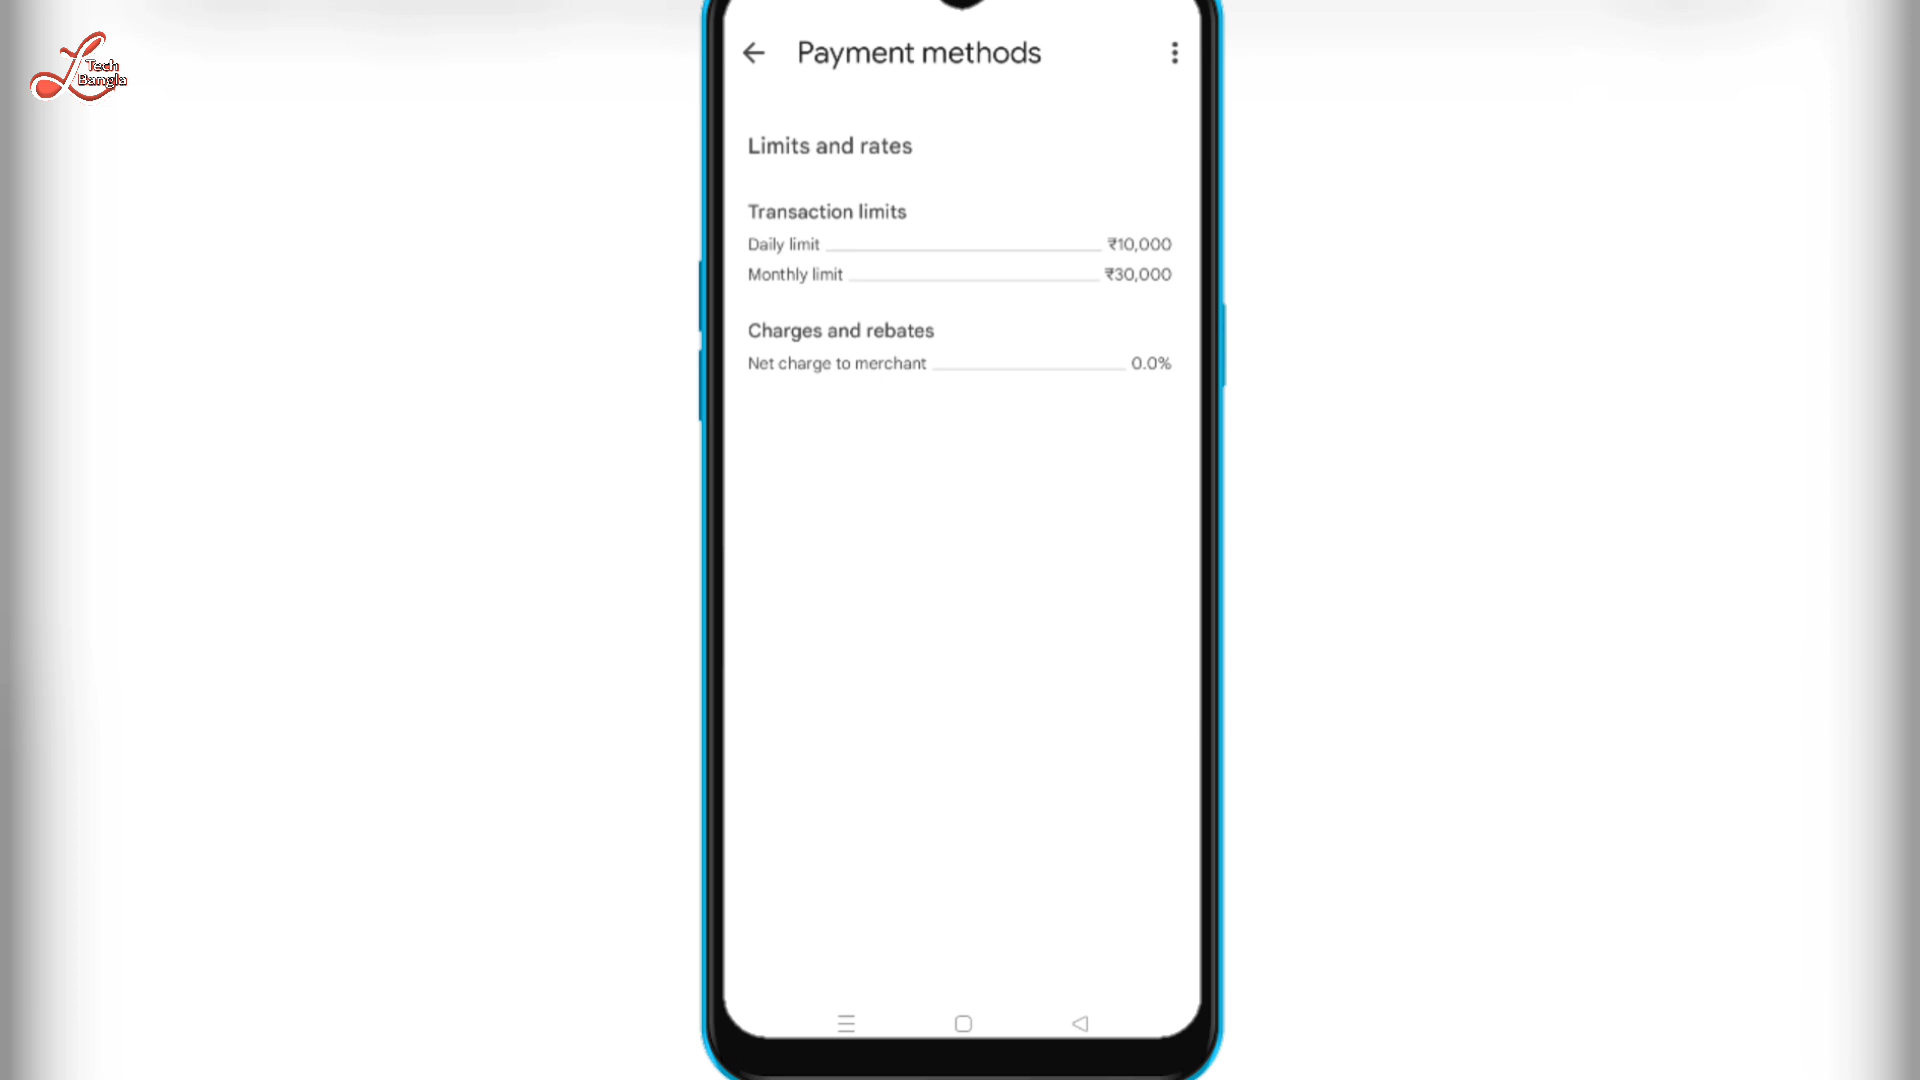 Tech
Bangla
Payment methods
Limits and rates
Transaction limits
Daily limit ₹10,000
Monthly limit ₹30,000
Charges and rebates
Net charge to merchant 0.0%